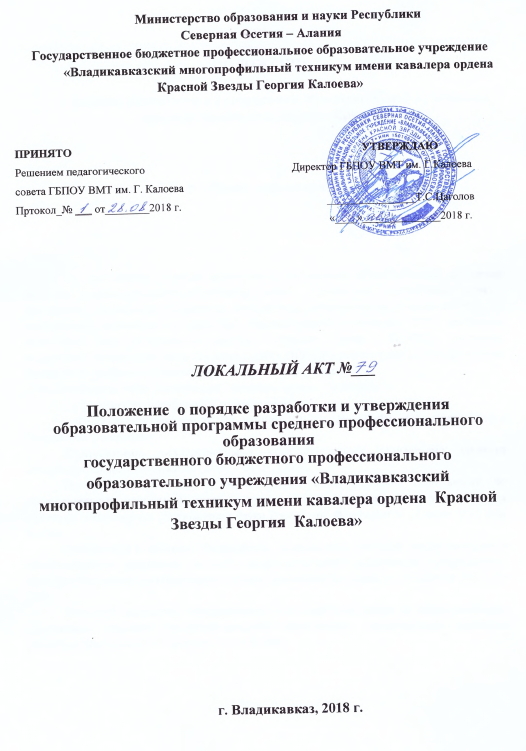 Министерство образования и науки Республики
Северная Осетия – Алания
Государственное бюджетное профессиональное образовательное учреждение
«Владикавказский многопрофильный техникум имени кавалера ордена
Красной Звезды Георгия Калоева»
ПРИНЯТО
Решением педагогического
совета ГБПОУ ВМТ им. Г. Калоева
Пртокол № 1 от 28.08 2018 г.
УТВЕРЖДАЮ
Директор ГБПОУ ВМТ им. Г. Калоева
Т.С.Цаголов
2018 г.
ЛОКАЛЬНЫЙ АКТ № 79
Положение о порядке разработки и утверждения
образовательной программы среднего профессионального
образования
государственного бюджетного профессионального
образовательного учреждения «Владикавказский
многопрофильный техникум имени кавалера ордена Красной
Звезды Георгия Калоева»
г. Владикавказ, 2018 г.